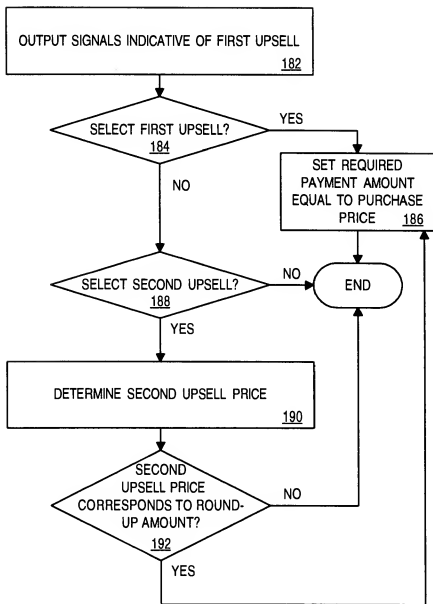 OUTPUT SIGNALS INDICATIVE OF FIRST UPSELL
182
SELECT FIRST UPSELL?
184
YES
NO
SET REQUIRED
PAYMENT AMOUNT
EQUAL TO PURCHASE
PRICE
186
SELECT SECOND UPSELL?
188
NO
END
YES
DETERMINE SECOND UPSELL PRICE
190
SECOND
UPSELL PRICE
CORRESPONDS TO ROUND-
UP AMOUNT?
192
NO
YES